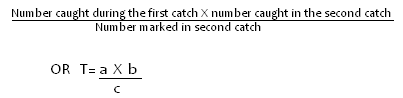 Number caught during the first catch X number caught in the second catch
Number marked in second catch
OR T= a X b
c